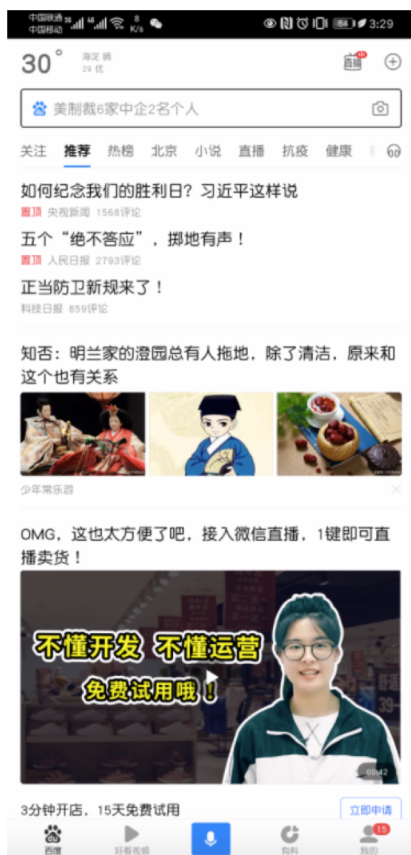 中国联通 3G 4G 8 K/s
中国移动 3:29
30° 海淀 晴
29 优
直播
美制裁6家中企2名个人
关注 推荐 热榜 北京 小说 直播 抗疫 健康
如何纪念我们的胜利日？习近平这样说
置顶 央视新闻 1568评论
五个“绝不答应”，掷地有声！
置顶 人民日报 2793评论
正当防卫新规来了！
科技日报 859评论
知否：明兰家的澄园总有人拖地，除了清洁，原来和
这个也有关系
少年常乐游
OMG，这也太方便了吧，接入微信直播，1键即可直
播卖货！
不懂开发 不懂运营
免费试用哦！
00:42
3分钟开店，15天免费试用 立即申请
百度 好看视频 有料 我的 15